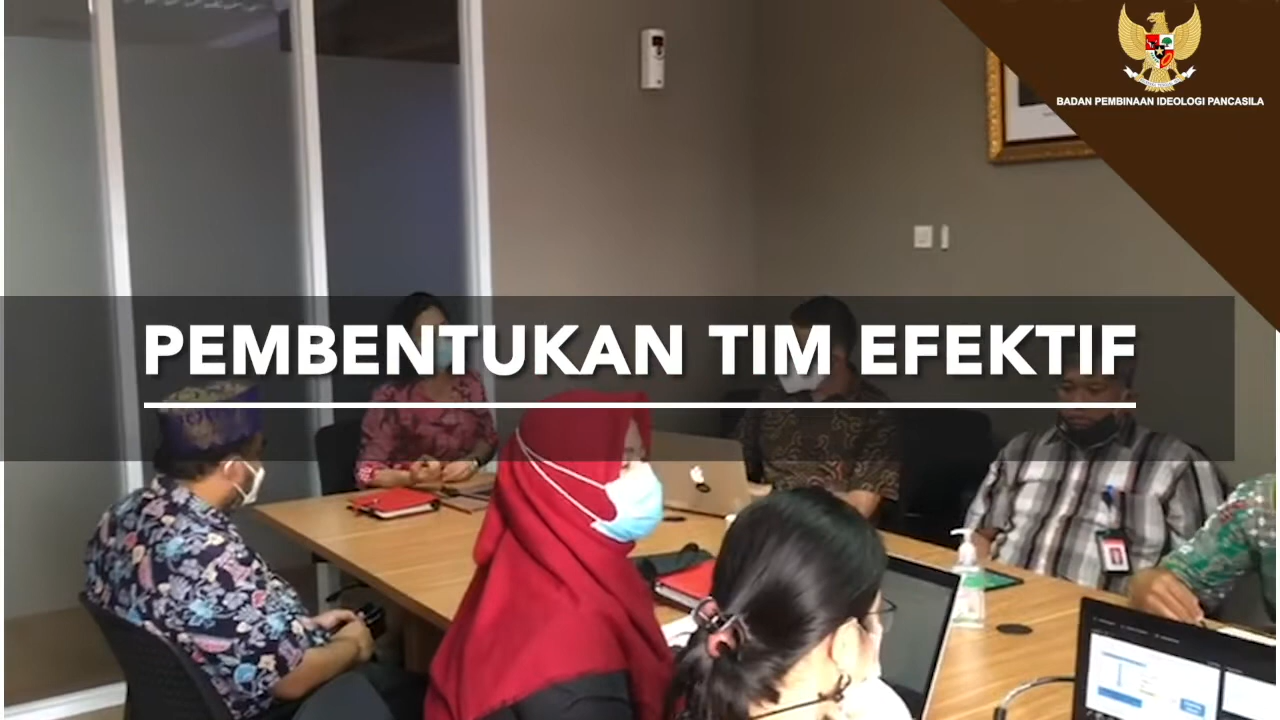 BADAN PEMBINAAN IDEOLOGI PANCASILA
PEMBENTUKAN TIM EFEKTIF